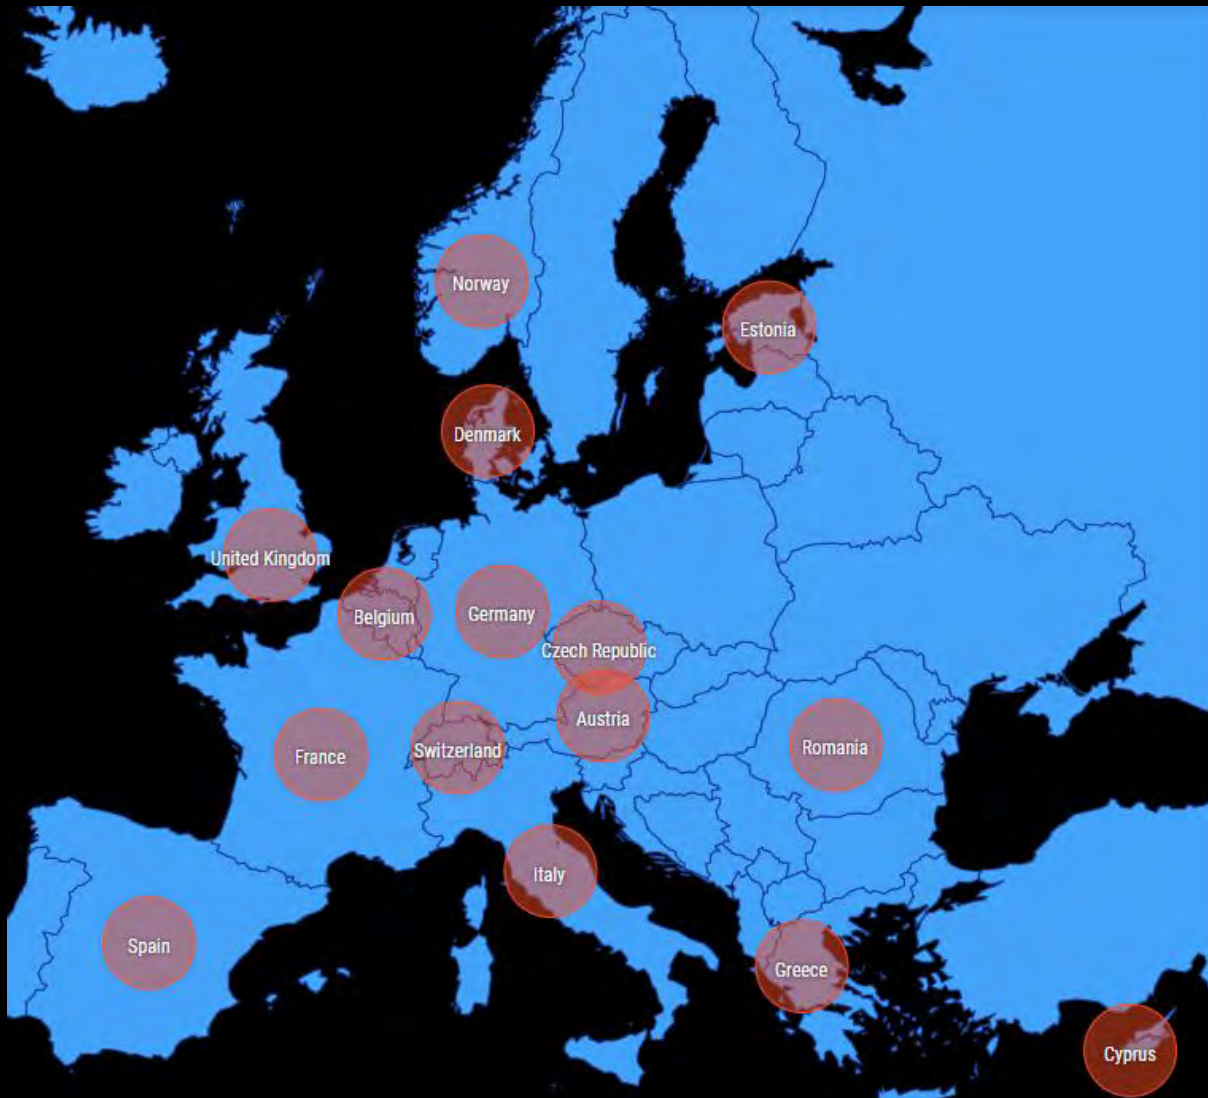 Norway
Estonia
Denmark
United Kingdom
Belgium
Germany
Czech Republic
Austria
France
Switzerland
Romania
Italy
Spain
Greece
Cyprus